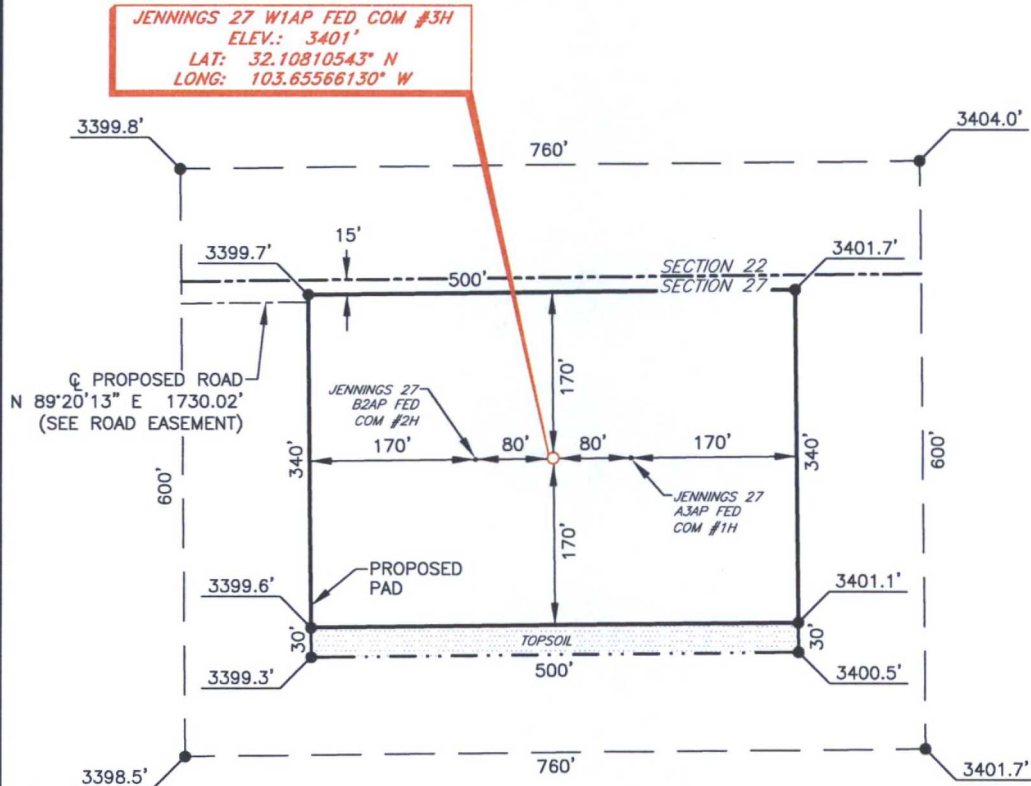 JENNINGS 27 W1AP FED COM #3H
ELEV.: 3401'
LAT: 32.10810543° N
LONG: 103.65566130° W
3399.8'
3404.0'
760'
15'
3399.7'
3401.7'
500'
SECTION 22
SECTION 27
℄ PROPOSED ROAD
N 89°20'13" E 1730.02'
(SEE ROAD EASEMENT)
170'
JENNINGS 27
B2AP FED
COM #2H
170'
80'
80'
170'
340'
340'
600'
600'
JENNINGS 27
A3AP FED
COM #1H
170'
PROPOSED
PAD
3399.6'
3401.1'
30'
TOPSOIL
30'
3399.3'
500'
3400.5'
3398.5'
760'
3401.7'